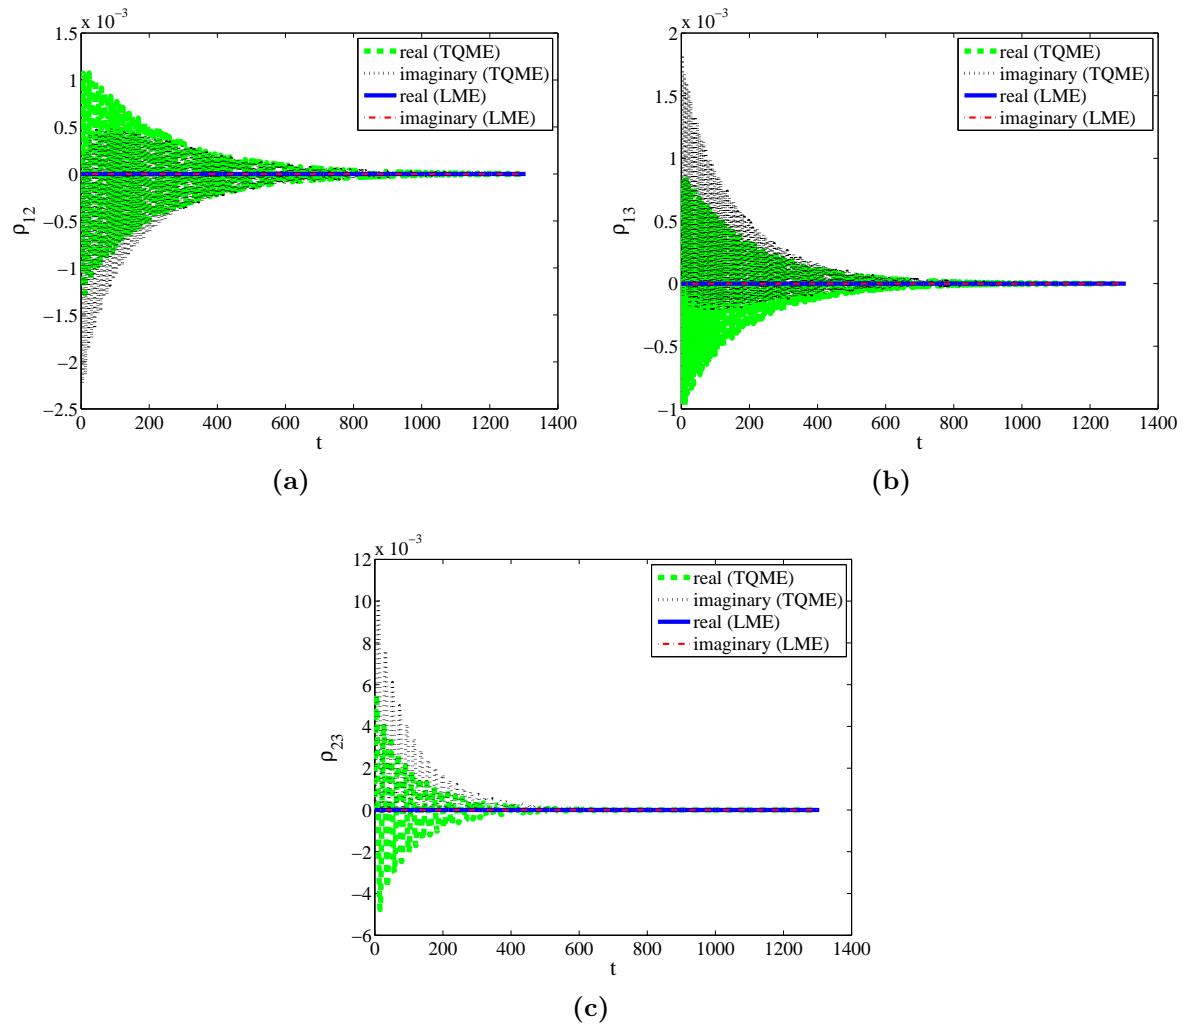 x 10⁻³
1.5
1
0.5
0
−0.5
−1
−1.5
−2
−2.5
ρ₁₂
real (TQME)
imaginary (TQME)
real (LME)
imaginary (LME)
0 200 400 600 800 1000 1200 1400
t
(a)
x 10⁻³
2
1.5
1
0.5
0
−0.5
−1
ρ₁₃
real (TQME)
imaginary (TQME)
real (LME)
imaginary (LME)
0 200 400 600 800 1000 1200 1400
t
(b)
x 10⁻³
12
10
8
6
4
2
0
−2
−4
−6
ρ₂₃
real (TQME)
imaginary (TQME)
real (LME)
imaginary (LME)
0 200 400 600 800 1000 1200 1400
t
(c)